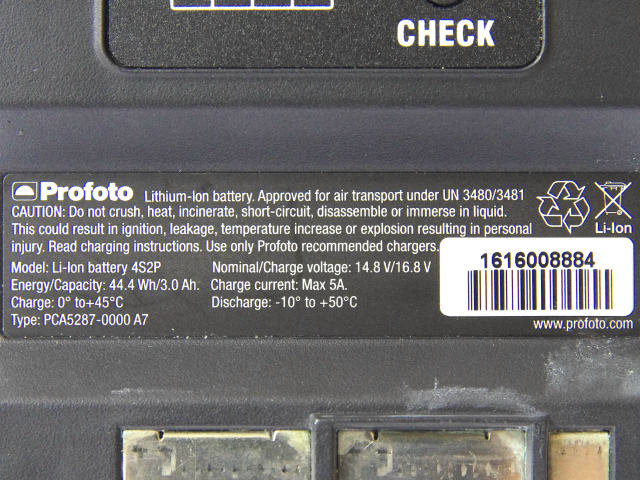 CHECK
Profoto Lithium-Ion battery. Approved for air transport under UN 3480/3481
CAUTION: Do not crush, heat, incinerate, short-circuit, disassemble or immerse in liquid.
This could result in ignition, leakage, temperature increase or explosion resulting in personal
injury. Read charging instructions. Use only Profoto recommended chargers.
Li-Ion
Model: Li-Ion battery 4S2P Nominal/Charge voltage: 14.8 V/16.8 V
Energy/Capacity: 44.4 Wh/3.0 Ah. Charge current: Max 5A.
Charge: 0° to+45°C Discharge: -10° to +50°C
Type: PCA5287-0000 A7
1616008884
www.profoto.com